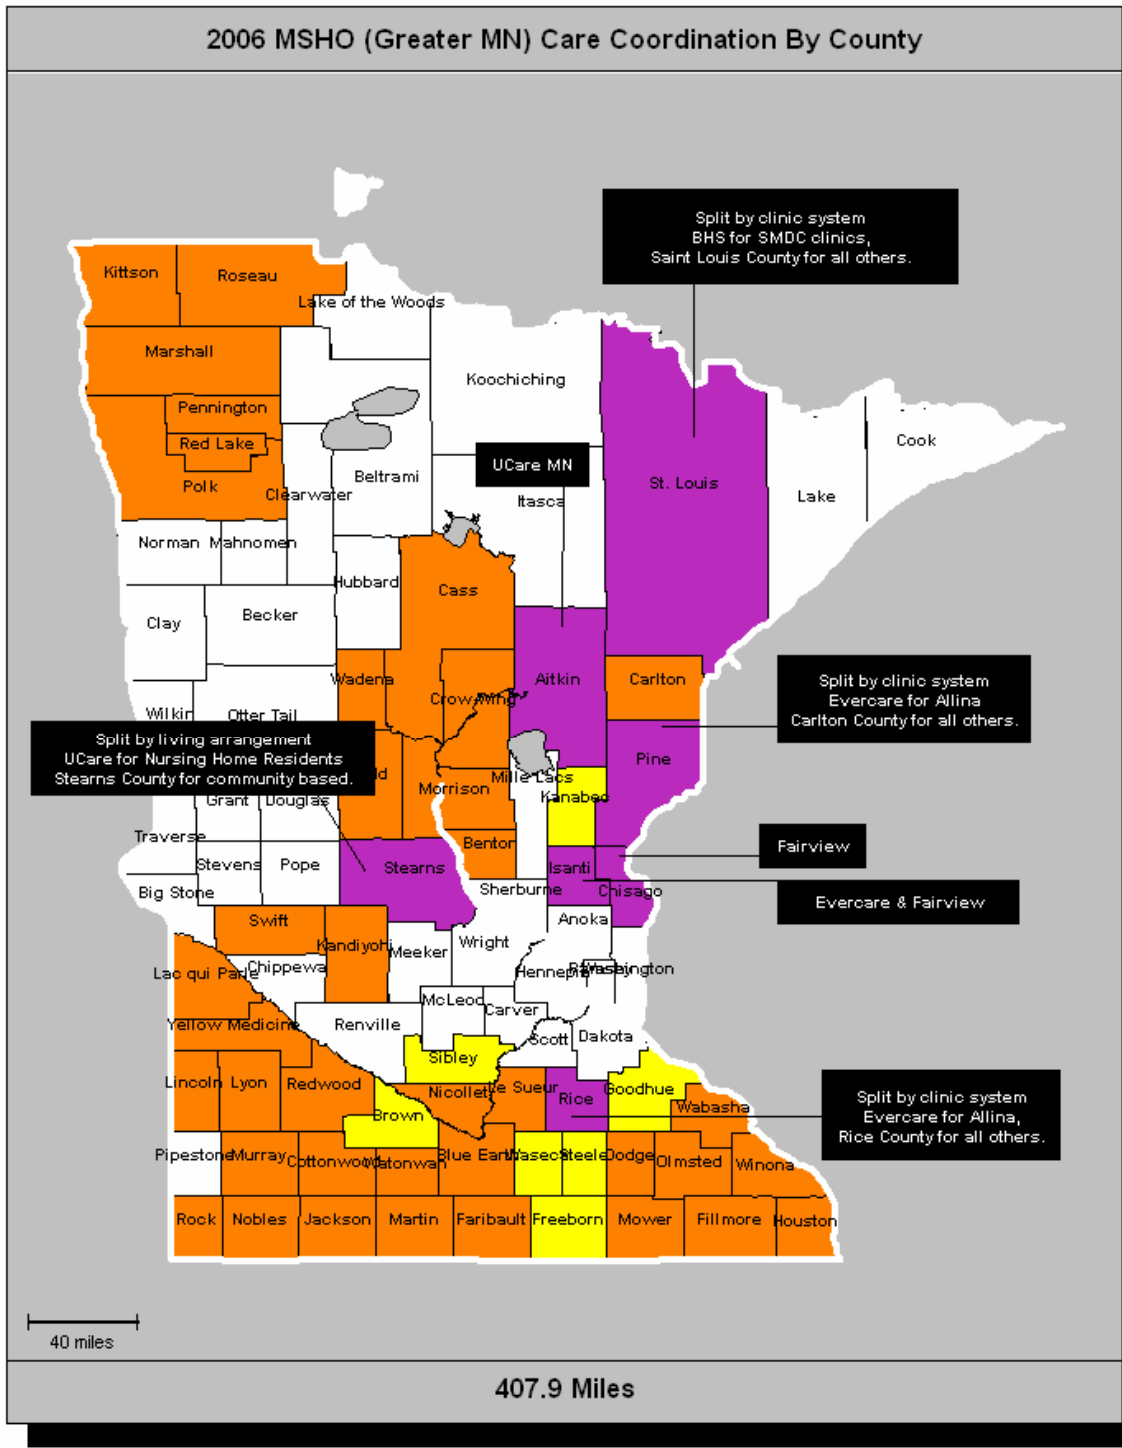 2006 MSHO (Greater MN) Care Coordination By County
Split by clinic system
BHS for SMDC clinics,
Saint Louis County for all others.
Kittson
Roseau
Lake of the Woods
Marshall
Koochiching
Pennington
Red Lake
Cook
UCare MN
Polk
Clearwater
Beltrami
Itasca
St. Louis
Lake
Norman
Mahnomen
Hubbard
Cass
Clay
Becker
Wadena
Crow Wing
Aitkin
Carlton
Split by clinic system
Evercare for Allina
Carlton County for all others.
Wilkin
Otter Tail
Split by living arrangement
UCare for Nursing Home Residents
Stearns County for community based.
Pine
Mille Lacs
Kanabec
Morrison
Grant
Douglas
Traverse
Benton
Fairview
Stevens
Pope
Stearns
Isanti
Big Stone
Sherburne
Chisago
Evercare & Fairview
Swift
Anoka
Kandiyohi
Meeker
Wright
Lac qui Parle
Chippewa
Hennepin
Washington
McLeod
Carver
Yellow Medicine
Renville
Scott
Dakota
Sibley
Lincoln
Lyon
Redwood
Nicollet
Le Sueur
Rice
Goodhue
Brown
Wabasha
Split by clinic system
Evercare for Allina,
Rice County for all others.
Pipestone
Murray
Cottonwood
Watonwan
Blue Earth
Waseca
Steele
Dodge
Olmsted
Winona
Rock
Nobles
Jackson
Martin
Faribault
Freeborn
Mower
Fillmore
Houston
40 miles
407.9 Miles